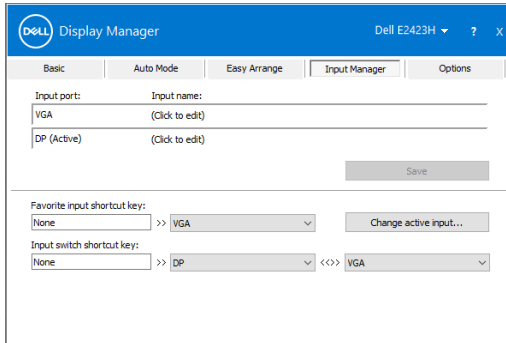 DELL Display Manager Dell E2423H ? X
Basic Auto Mode Easy Arrange Input Manager Options
Input port: Input name:
VGA (Click to edit)
DP (Active) (Click to edit)
Save
Favorite input shortcut key:
None >> VGA Change active input...
Input switch shortcut key:
None >> DP <<>> VGA